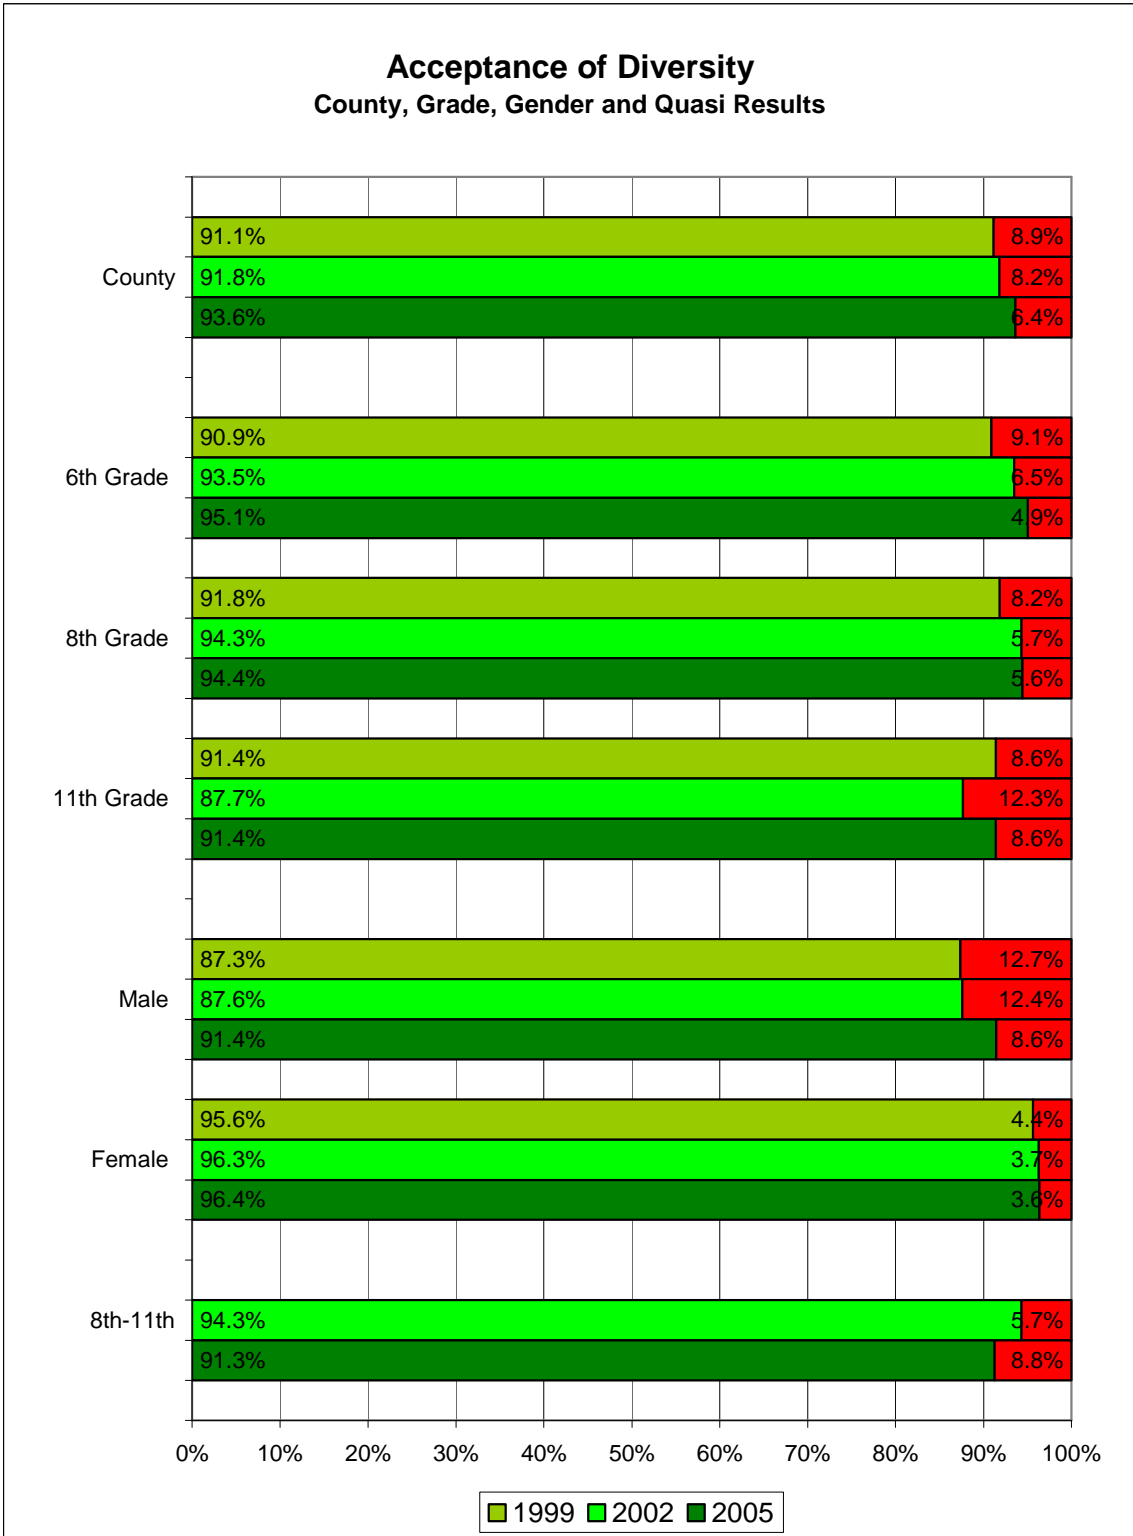 Acceptance of Diversity
County, Grade, Gender and Quasi Results
91.1% 8.9%
County 91.8% 8.2%
93.6% 6.4%
90.9% 9.1%
6th Grade 93.5% 6.5%
95.1% 4.9%
91.8% 8.2%
8th Grade 94.3% 5.7%
94.4% 5.6%
91.4% 8.6%
11th Grade 87.7% 12.3%
91.4% 8.6%
87.3% 12.7%
Male 87.6% 12.4%
91.4% 8.6%
95.6% 4.4%
Female 96.3% 3.7%
96.4% 3.6%
8th-11th 94.3% 5.7%
91.3% 8.8%
0% 10% 20% 30% 40% 50% 60% 70% 80% 90% 100%
1999 2002 2005